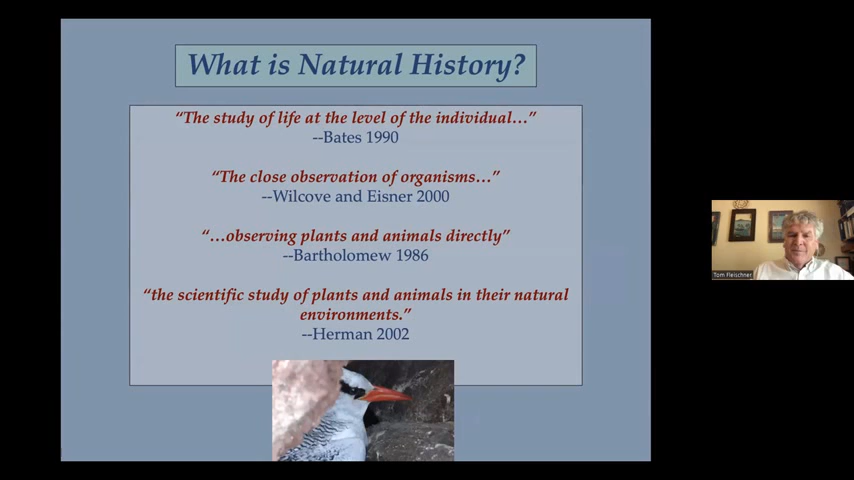 What is Natural History?
“The study of life at the level of the individual…”
--Bates 1990
“The close observation of organisms…”
--Wilcove and Eisner 2000
“…observing plants and animals directly”
--Bartholomew 1986
“the scientific study of plants and animals in their natural
environments.”
--Herman 2002
Tom Fleischner